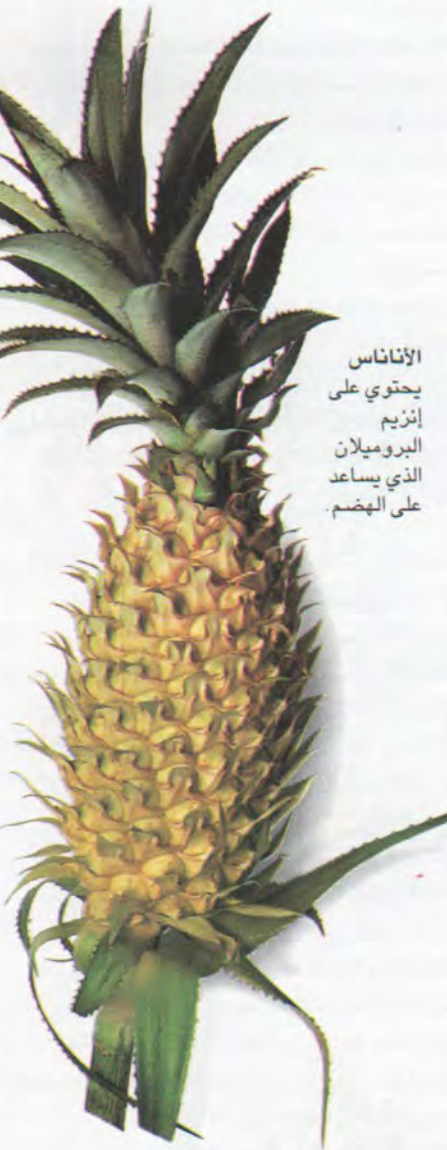 الأناناس
يحتوي على
إنزيم
البروميلان
الذي يساعد
على الهضم.